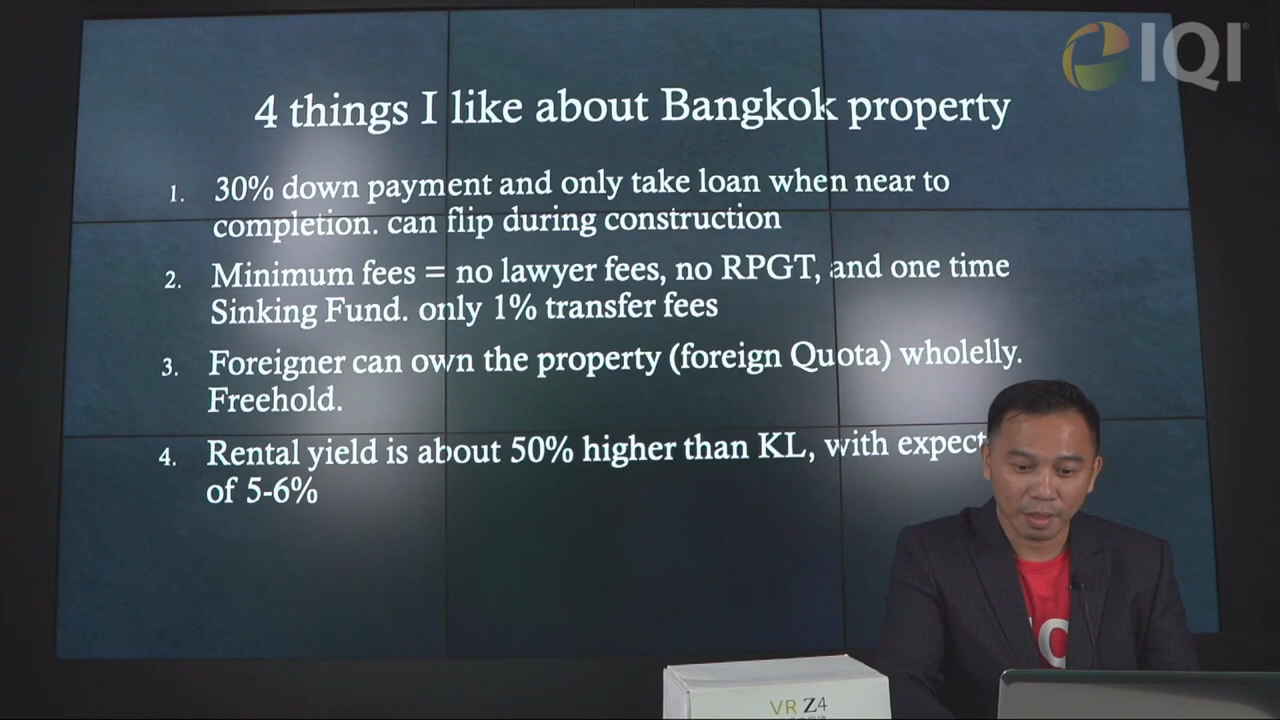 IQI
4 things I like about Bangkok property
1. 30% down payment and only take loan when near to
completion. can flip during construction
2. Minimum fees = no lawyer fees, no RPGT, and one time
Sinking Fund. only 1% transfer fees
3. Foreigner can own the property (foreign Quota) wholelly.
Freehold.
4. Rental yield is about 50% higher than KL, with expect
of 5-6%
VR Z4